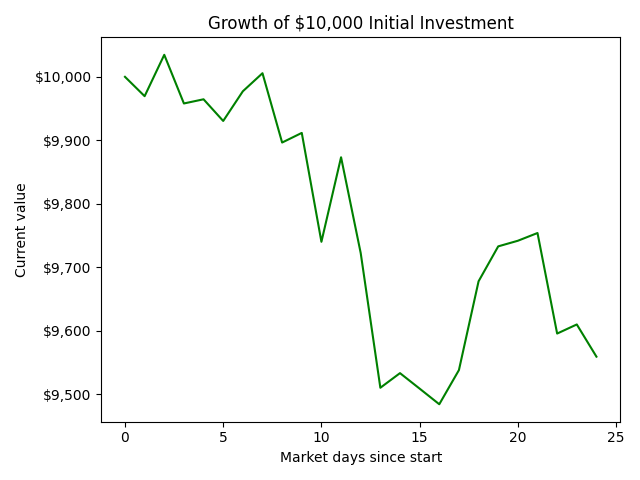 Growth of $10,000 Initial Investment
$10,000
$9,900
$9,800
$9,700
$9,600
$9,500
Current value
0 5 10 15 20 25
Market days since start